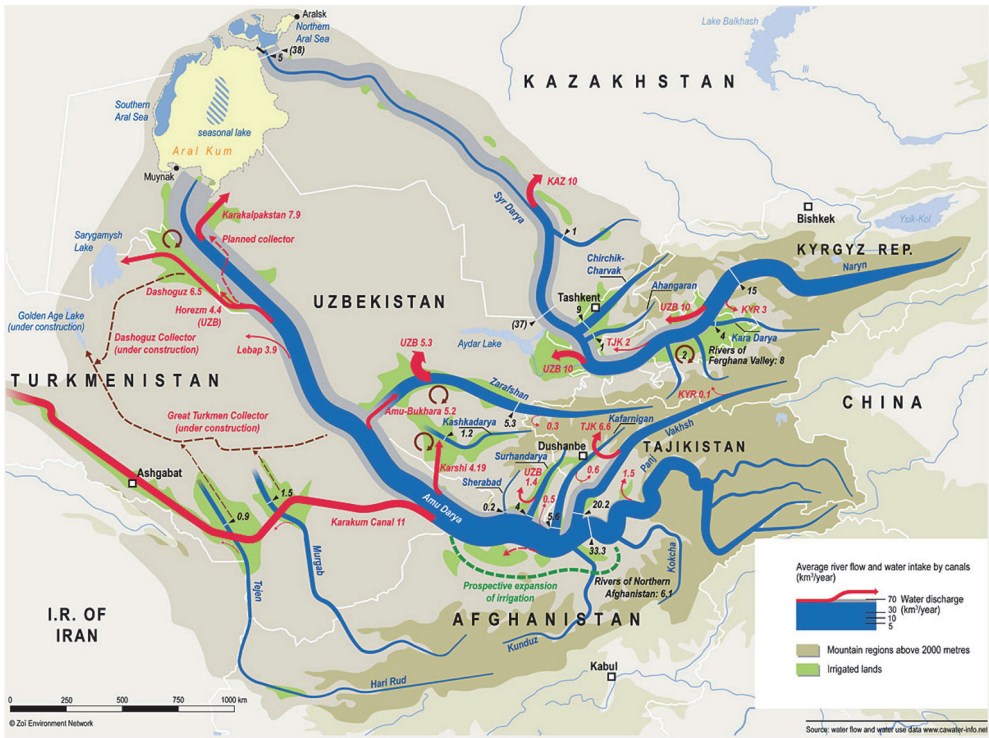 Aralsk
Northern
Aral Sea
(38)
5
Lake Balkhash
Ili
KAZAKHSTAN
Southern
Aral Sea
seasonal lake
Aral Kum
Muynak
KAZ 10
Syr Darya
1
Bishkek
Ysik-Kol
Karakalpakstan 7.9
Planned collector
Sarygamysh
Lake
KYRGYZ REP.
Naryn
Chirchik-
Charvak
Ahangaran
Tashkent
9
15
UZB 10
KYR 3
Dashoguz 6.5
Horezm 4.4
(UZB)
UZBEKISTAN
Golden Age Lake
(under construction)
(37)
1
TJK 2
4
Kara Darya
Dashoguz Collector
(under construction)
Lebap 3.9
UZB 5.3
Aydar Lake
UZB 10
2
Rivers of
Ferghana Valley: 8
TURKMENISTAN
Zarafshan
KYR 0.1
CHINA
Amu-Bukhara 5.2
Great Turkmen Collector
(under construction)
Kashkadarya
1.2
5.3
0.3
Kafarnigan
TJK 6.6
Vakhsh
Dushanbe
TAJIKISTAN
Surhandarya
Panj
Ashgabat
Karshi 4.19
Sherabad
UZB
1.4
0.6
1.5
1.5
0.5
Amu Darya
0.2
4
5.6
20.2
0.9
Karakum Canal 11
33.3
Kokcha
Murgab
Tejen
Prospective expansion
of irrigation
Rivers of Northern
Afghanistan: 6.1
I.R. OF
IRAN
AFGHANISTAN
Kunduz
Kabul
Hari Rud
Average river flow and water intake by canals
(km³/year)
70 Water discharge
30 (km³/year)
10
5
Mountain regions above 2000 metres
Irrigated lands
0 250 500 750 1000 km
© Zoï Environment Network
Source: water flow and water use data www.cawater-info.net